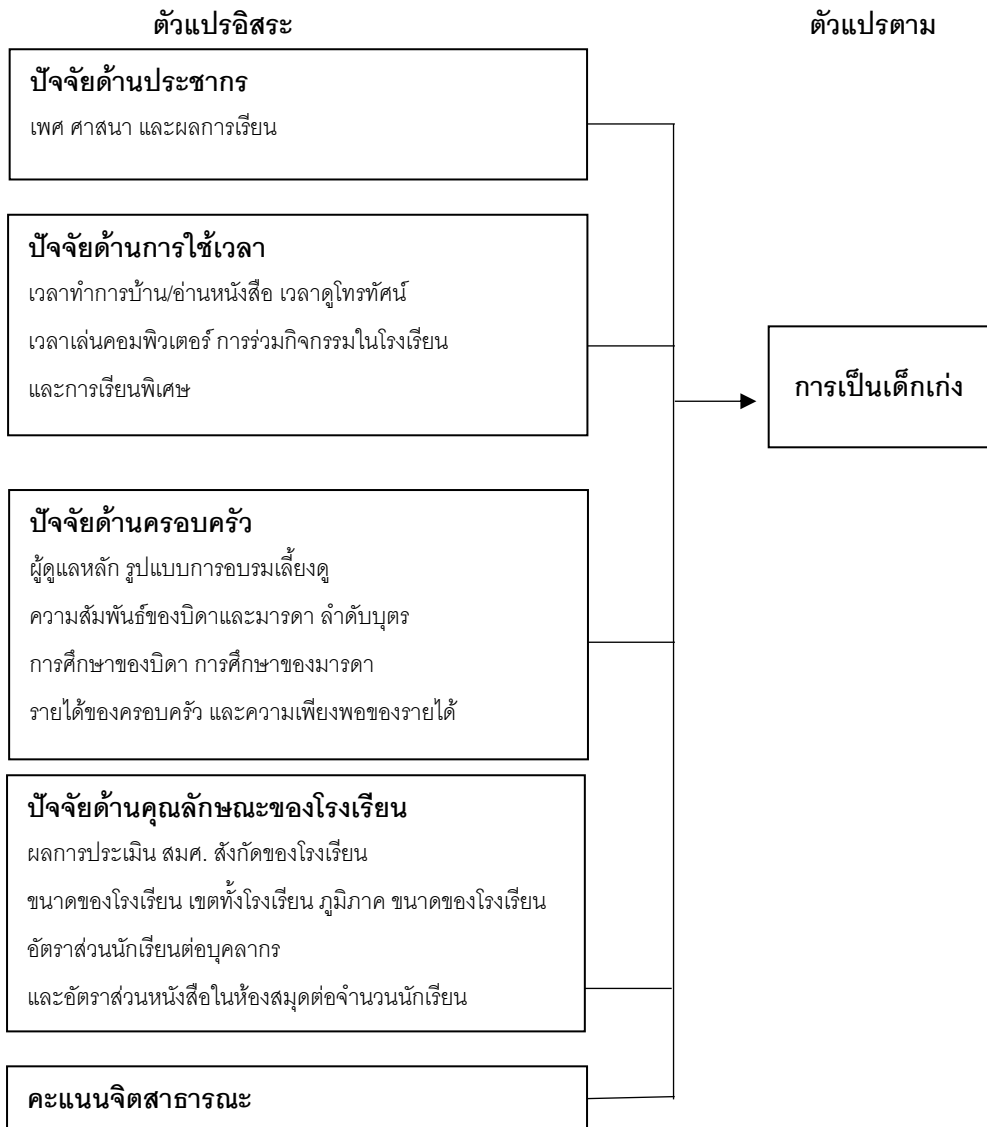 ตัวแปรอิสระ ตัวแปรตาม
ปัจจัยด้านประชากร
เพศ ศาสนา และผลการเรียน
ปัจจัยด้านการใช้เวลา
เวลาทำการบ้าน/อ่านหนังสือ เวลาดูโทรทัศน์
เวลาเล่นคอมพิวเตอร์ การร่วมกิจกรรมในโรงเรียน
และการเรียนพิเศษ
การเป็นเด็กเก่ง
ปัจจัยด้านครอบครัว
ผู้ดูแลหลัก รูปแบบการอบรมเลี้ยงดู
ความสัมพันธ์ของบิดาและมารดา ลำดับบุตร
การศึกษาของบิดา การศึกษาของมารดา
รายได้ของครอบครัว และความเพียงพอของรายได้
ปัจจัยด้านคุณลักษณะของโรงเรียน
ผลการประเมิน สมศ. สังกัดของโรงเรียน
ขนาดของโรงเรียน เขตทั้งโรงเรียน ภูมิภาค ขนาดของโรงเรียน
อัตราส่วนนักเรียนต่อบุคลากร
และอัตราส่วนหนังสือในห้องสมุดต่อจำนวนนักเรียน
คะแนนจิตสาธารณะ